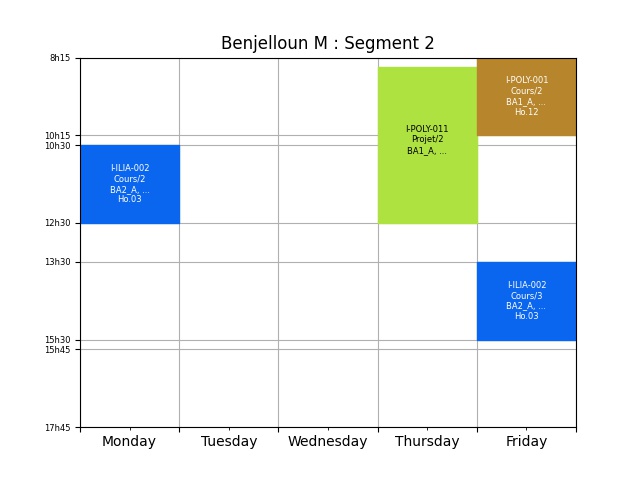 Benjelloun M : Segment 2
8h15
10h15
10h30
12h30
13h30
15h30
15h45
17h45
I-ILIA-002
Cours/2
BA2_A, ...
Ho.03
I-POLY-011
Projet/2
BA1_A, ...
I-POLY-001
Cours/2
BA1_A, ...
Ho.12
I-ILIA-002
Cours/3
BA2_A, ...
Ho.03
Monday
Tuesday
Wednesday
Thursday
Friday